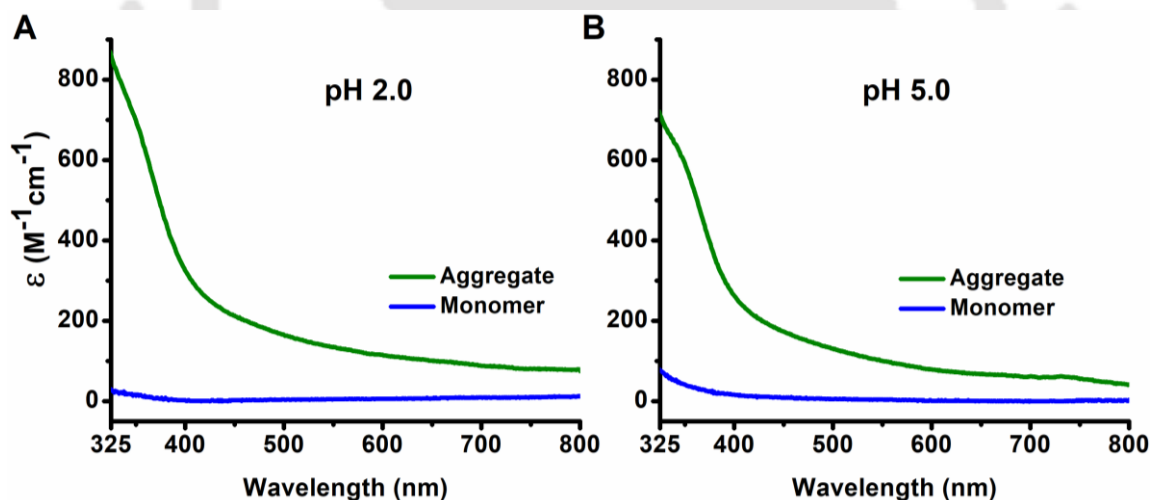 A
B
pH 2.0
pH 5.0
ε (M⁻¹cm⁻¹)
800
600
400
200
0
Aggregate
Monomer
325 400 500 600 700 800
Wavelength (nm)
800
600
400
200
0
Aggregate
Monomer
325 400 500 600 700 800
Wavelength (nm)